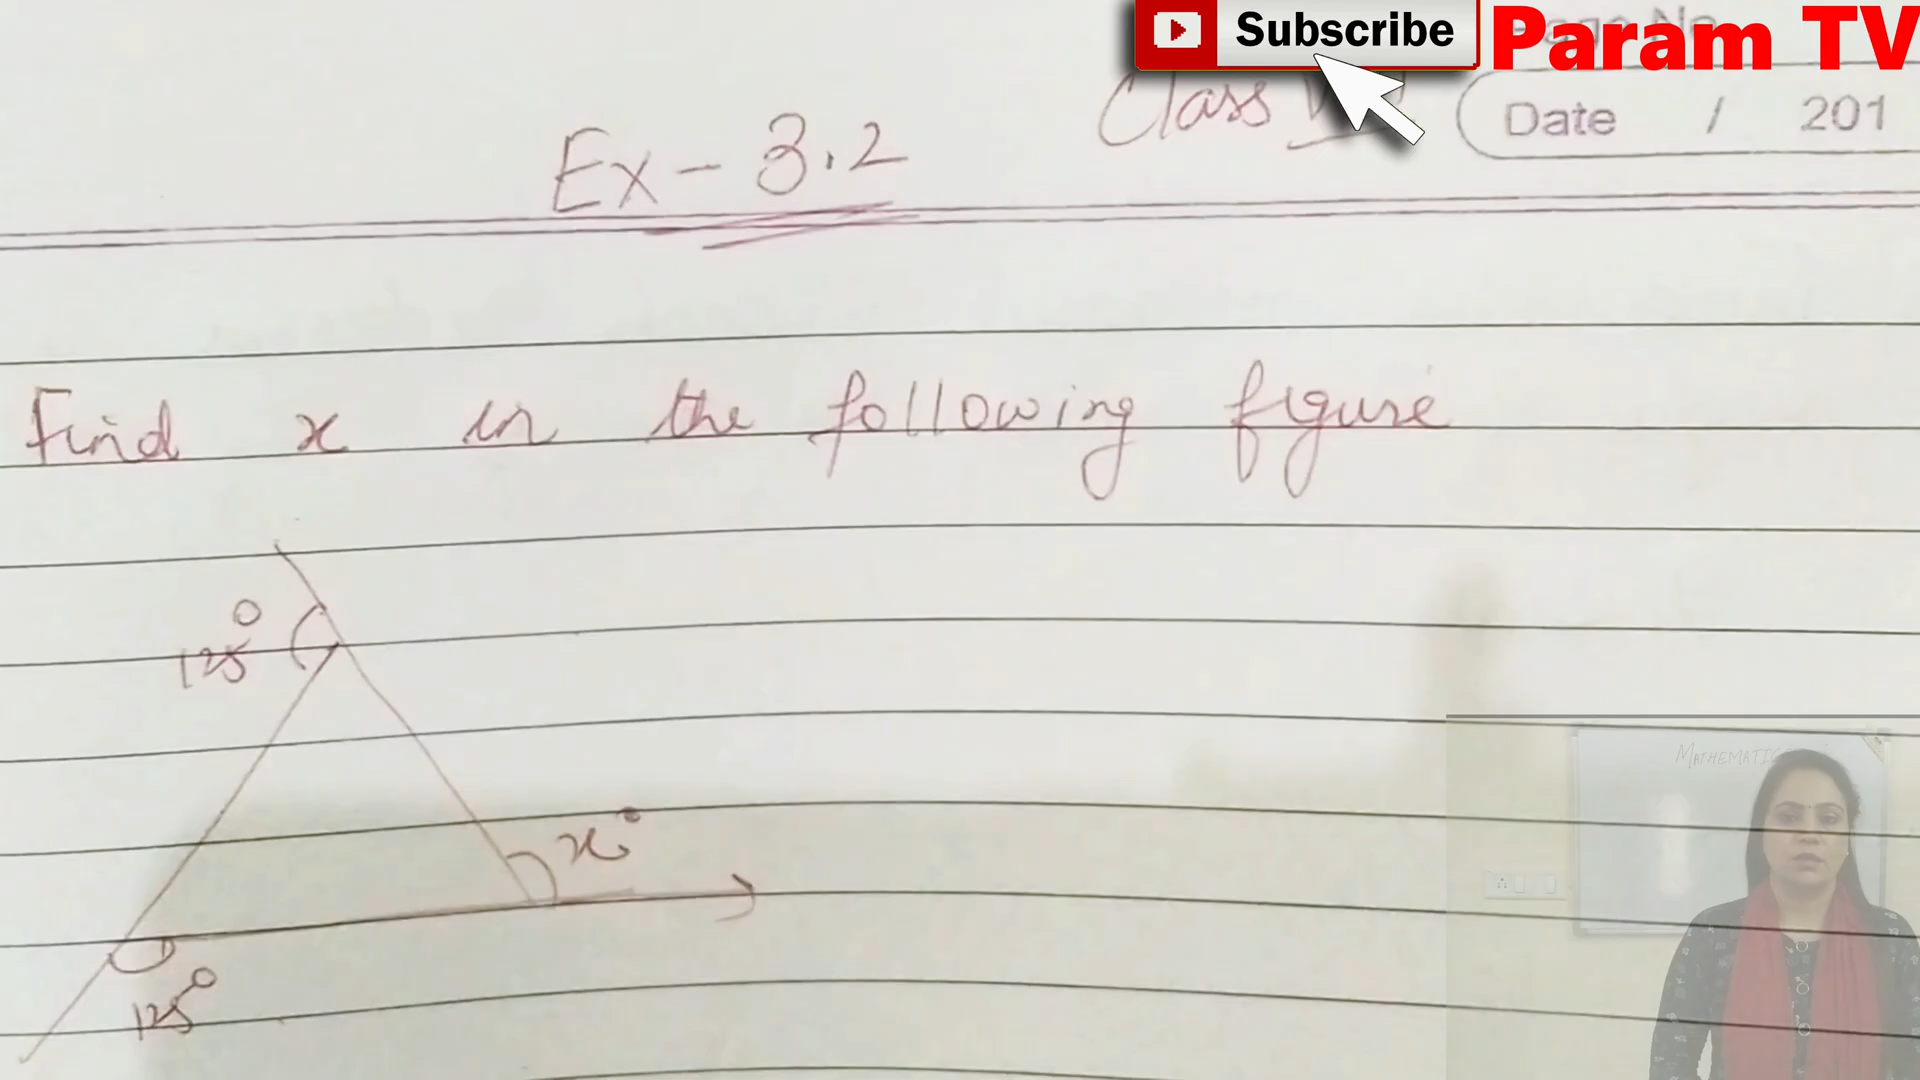 Subscribe
Param TV
Class
Date / 201
Ex - 3.2
Find x in the following figure
125°
x°
125°